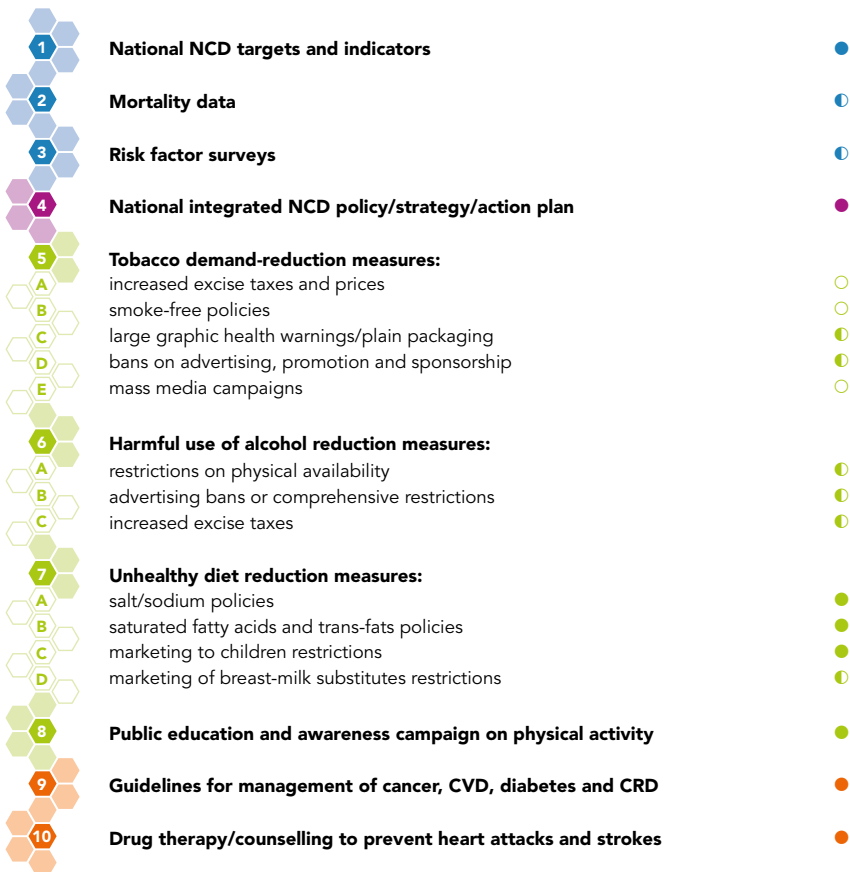 1 National NCD targets and indicators
2 Mortality data
3 Risk factor surveys
4 National integrated NCD policy/strategy/action plan
5 Tobacco demand-reduction measures:
A increased excise taxes and prices
B smoke-free policies
C large graphic health warnings/plain packaging
D bans on advertising, promotion and sponsorship
E mass media campaigns
6 Harmful use of alcohol reduction measures:
A restrictions on physical availability
B advertising bans or comprehensive restrictions
C increased excise taxes
7 Unhealthy diet reduction measures:
A salt/sodium policies
B saturated fatty acids and trans-fats policies
C marketing to children restrictions
D marketing of breast-milk substitutes restrictions
8 Public education and awareness campaign on physical activity
9 Guidelines for management of cancer, CVD, diabetes and CRD
10 Drug therapy/counselling to prevent heart attacks and strokes